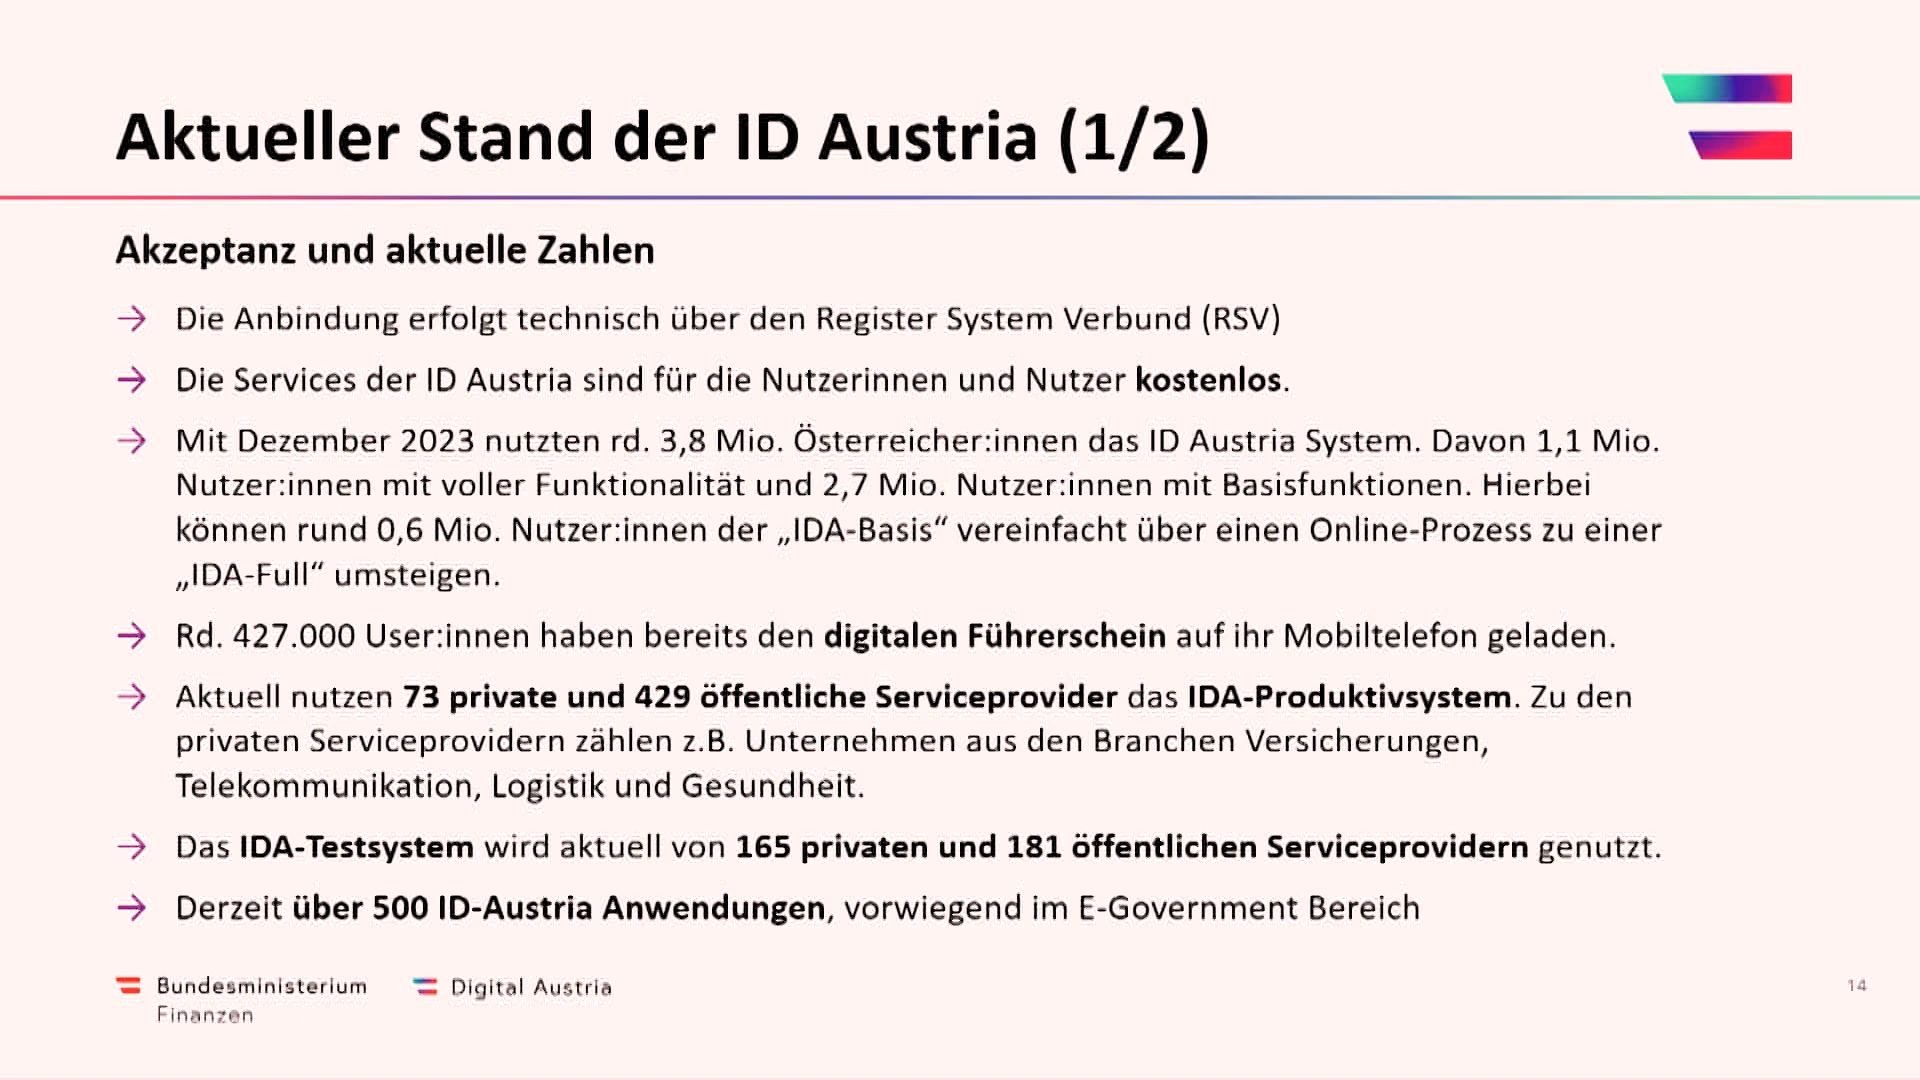 Aktueller Stand der ID Austria (1/2)
Akzeptanz und aktuelle Zahlen
→ Die Anbindung erfolgt technisch über den Register System Verbund (RSV)
→ Die Services der ID Austria sind für die Nutzerinnen und Nutzer kostenlos.
→ Mit Dezember 2023 nutzten rd. 3,8 Mio. Österreicher:innen das ID Austria System. Davon 1,1 Mio.
Nutzer:innen mit voller Funktionalität und 2,7 Mio. Nutzer:innen mit Basisfunktionen. Hierbei
können rund 0,6 Mio. Nutzer:innen der „IDA-Basis“ vereinfacht über einen Online-Prozess zu einer
„IDA-Full“ umsteigen.
→ Rd. 427.000 User:innen haben bereits den digitalen Führerschein auf ihr Mobiltelefon geladen.
→ Aktuell nutzen 73 private und 429 öffentliche Serviceprovider das IDA-Produktivsystem. Zu den
privaten Serviceprovidern zählen z.B. Unternehmen aus den Branchen Versicherungen,
Telekommunikation, Logistik und Gesundheit.
→ Das IDA-Testsystem wird aktuell von 165 privaten und 181 öffentlichen Serviceprovidern genutzt.
→ Derzeit über 500 ID-Austria Anwendungen, vorwiegend im E-Government Bereich
Bundesministerium
Finanzen
Digital Austria
14